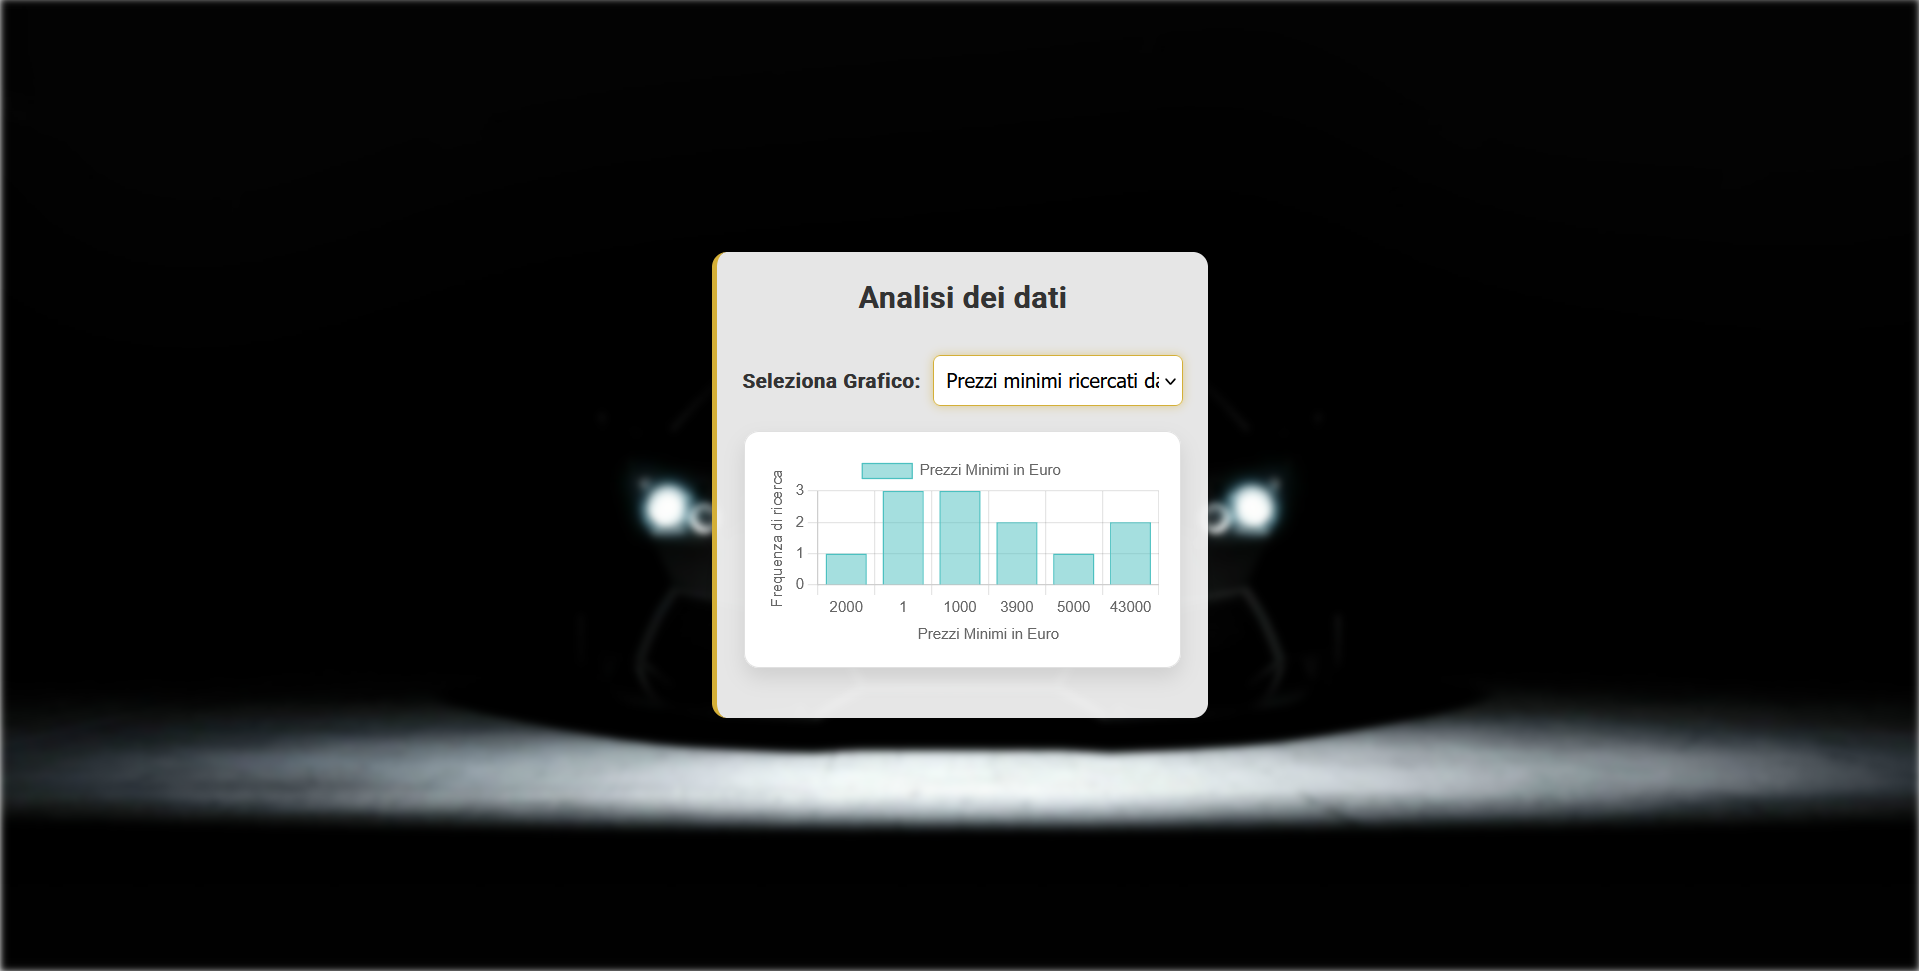 Analisi dei dati
Seleziona Grafico:
Prezzi minimi ricercati da
Prezzi Minimi in Euro
Frequenza di ricerca
3
2
1
0
2000 1 1000 3900 5000 43000
Prezzi Minimi in Euro